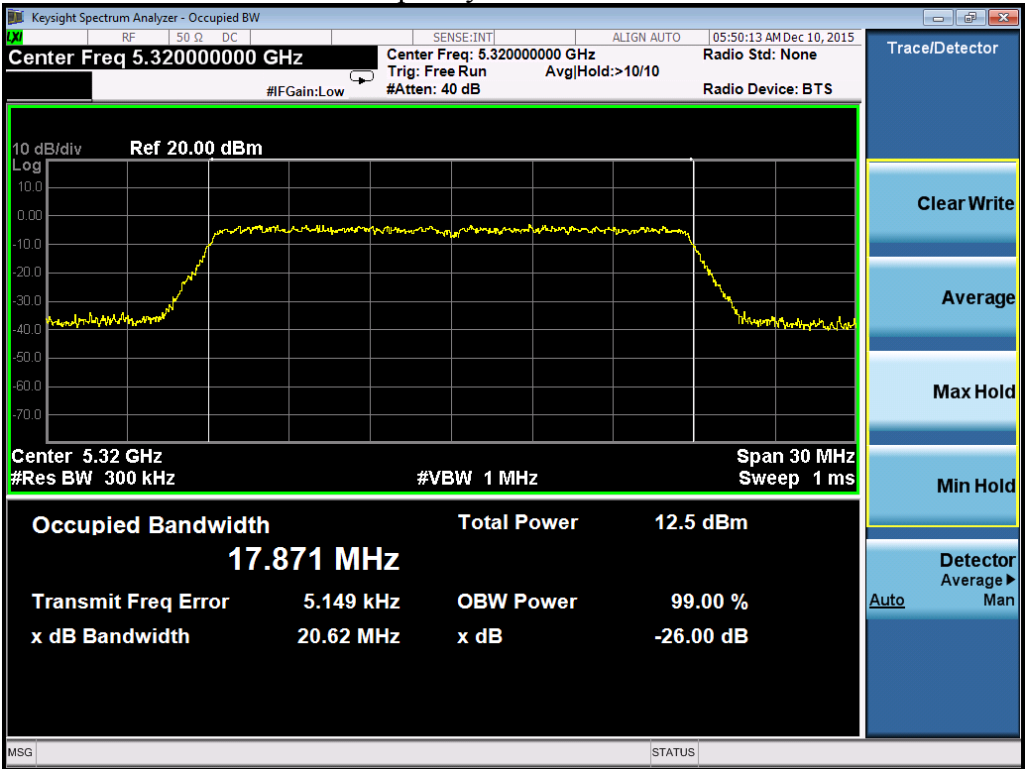 Keysight Spectrum Analyzer - Occupied BW
LXI RF 50 Ω DC SENSE:INT ALIGN AUTO 05:50:13 AM Dec 10, 2015
Center Freq 5.320000000 GHz
Center Freq: 5.320000000 GHz Radio Std: None
Trig: Free Run Avg|Hold:>10/10
#IFGain:Low #Atten: 40 dB Radio Device: BTS
10 dB/div Ref 20.00 dBm
Log
10.0
0.00
-10.0
-20.0
-30.0
-40.0
-50.0
-60.0
-70.0
Center 5.32 GHz Span 30 MHz
#Res BW 300 kHz #VBW 1 MHz Sweep 1 ms
Occupied Bandwidth Total Power 12.5 dBm
17.871 MHz
Transmit Freq Error 5.149 kHz OBW Power 99.00 %
x dB Bandwidth 20.62 MHz x dB -26.00 dB
Trace/Detector
Clear Write
Average
Max Hold
Min Hold
Detector
Average
Auto Man
MSG STATUS